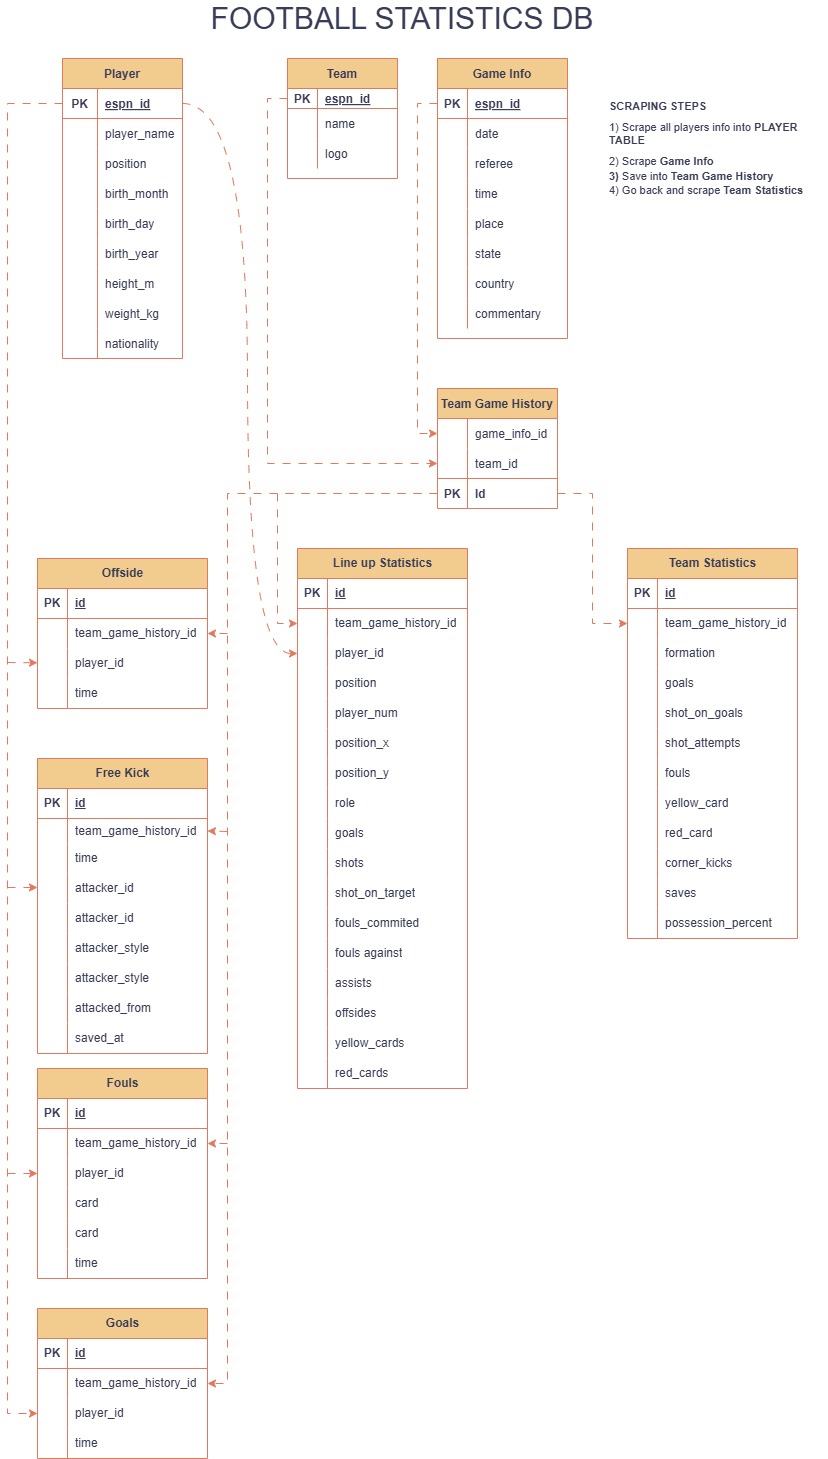 FOOTBALL STATISTICS DB
Player
PK espn_id
player_name
position
birth_month
birth_day
birth_year
height_m
weight_kg
nationality
Team
PK espn_id
name
logo
Game Info
PK espn_id
date
referee
time
place
state
country
commentary
SCRAPING STEPS
1) Scrape all players info into PLAYER
TABLE
2) Scrape Game Info
3) Save into Team Game History
4) Go back and scrape Team Statistics
Team Game History
game_info_id
team_id
PK Id
Offside
PK id
team_game_history_id
player_id
time
Line up Statistics
PK id
team_game_history_id
player_id
position
player_num
position_x
position_y
role
goals
shots
shot_on_target
fouls_commited
fouls against
assists
offsides
yellow_cards
red_cards
Team Statistics
PK id
team_game_history_id
formation
goals
shot_on_goals
shot_attempts
fouls
yellow_card
red_card
corner_kicks
saves
possession_percent
Free Kick
PK id
team_game_history_id
time
attacker_id
attacker_id
attacker_style
attacker_style
attacked_from
saved_at
Fouls
PK id
team_game_history_id
player_id
card
card
time
Goals
PK id
team_game_history_id
player_id
time